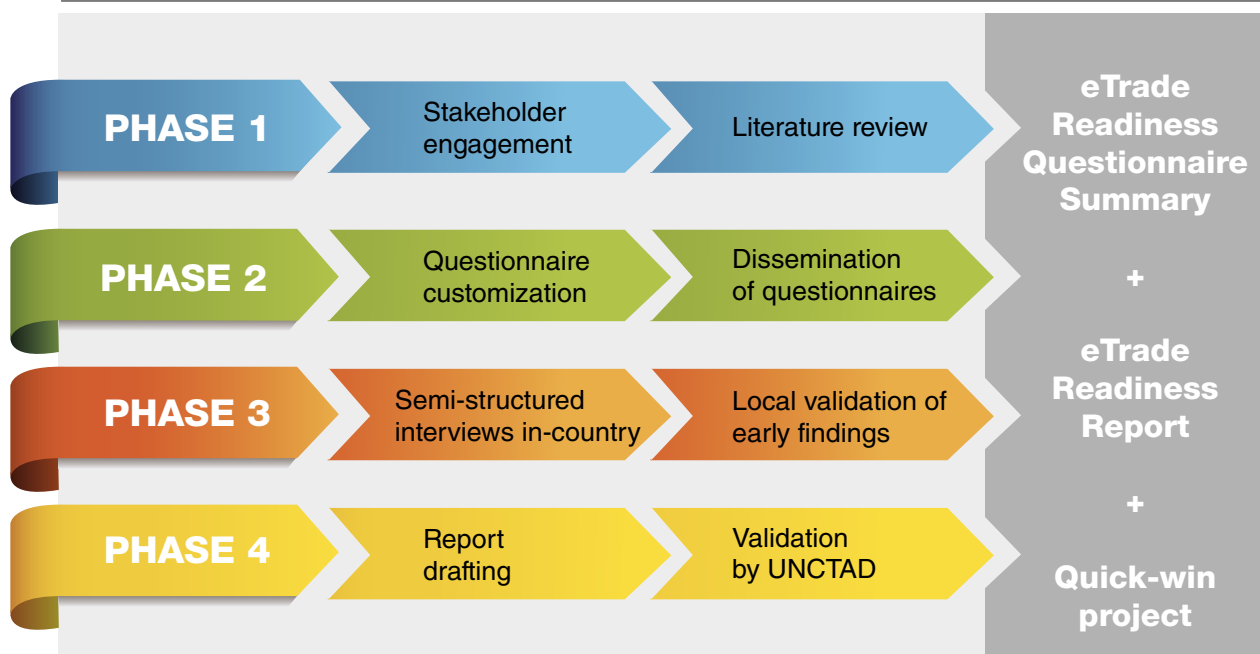 PHASE 1
Stakeholder
engagement
Literature review
PHASE 2
Questionnaire
customization
Dissemination
of questionnaires
PHASE 3
Semi-structured
interviews in-country
Local validation of
early findings
PHASE 4
Report
drafting
Validation
by UNCTAD
eTrade
Readiness
Questionnaire
Summary
+
eTrade
Readiness
Report
+
Quick-win
project